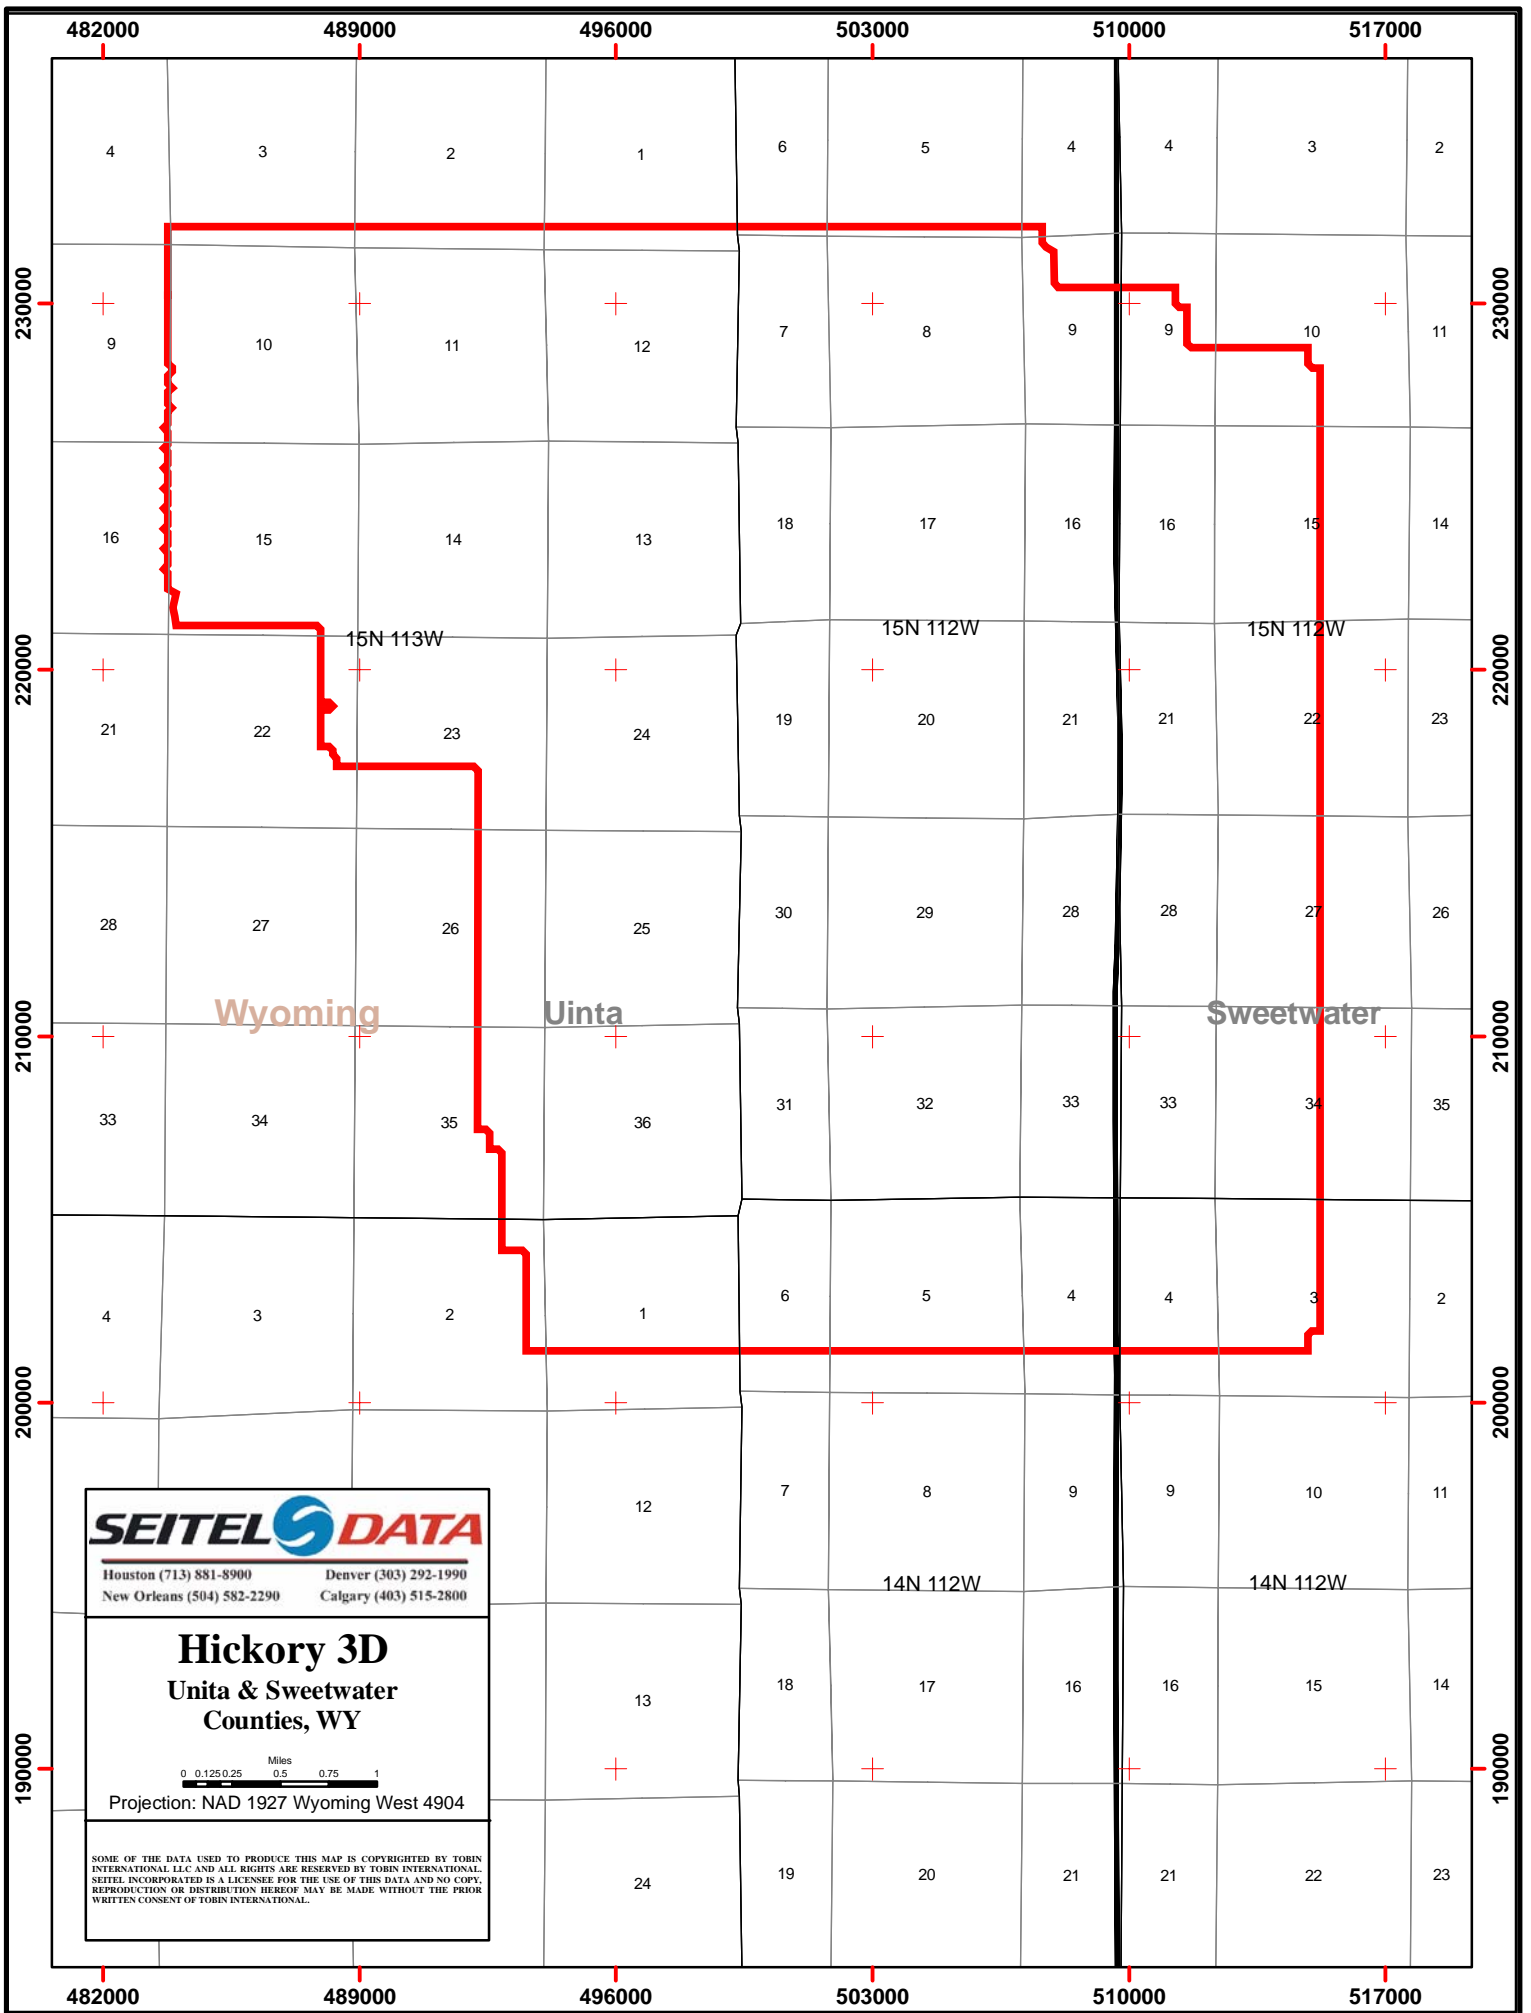 482000 489000 496000 503000 510000 517000
4 3 2 1 6 5 4 4 3 2
230000 230000
9 10 11 12 7 8 9 9 10 11
16 15 14 13 18 17 16 16 15 14
15N 113W 15N 112W 15N 112W
220000 220000
21 22 23 24 19 20 21 21 22 23
28 27 26 25 30 29 28 28 27 26
Wyoming Uinta Sweetwater
210000 210000
33 34 35 36 31 32 33 33 34 35
4 3 2 1 6 5 4 4 3 2
200000 200000
12 7 8 9 9 10 11
14N 112W 14N 112W
13 18 17 16 16 15 14
190000 190000
24 19 20 21 21 22 23
SEITEL DATA
Houston (713) 881-8900 Denver (303) 292-1990
New Orleans (504) 582-2290 Calgary (403) 515-2800
Hickory 3D
Unita & Sweetwater
Counties, WY
Miles
0 0.125 0.25 0.5 0.75 1
Projection: NAD 1927 Wyoming West 4904
SOME OF THE DATA USED TO PRODUCE THIS MAP IS COPYRIGHTED BY TOBIN
INTERNATIONAL LLC AND ALL RIGHTS ARE RESERVED BY TOBIN INTERNATIONAL.
SEITEL INCORPORATED IS A LICENSEE FOR THE USE OF THIS DATA AND NO COPY,
REPRODUCTION OR DISTRIBUTION HEREOF MAY BE MADE WITHOUT THE PRIOR
WRITTEN CONSENT OF TOBIN INTERNATIONAL.
482000 489000 496000 503000 510000 517000